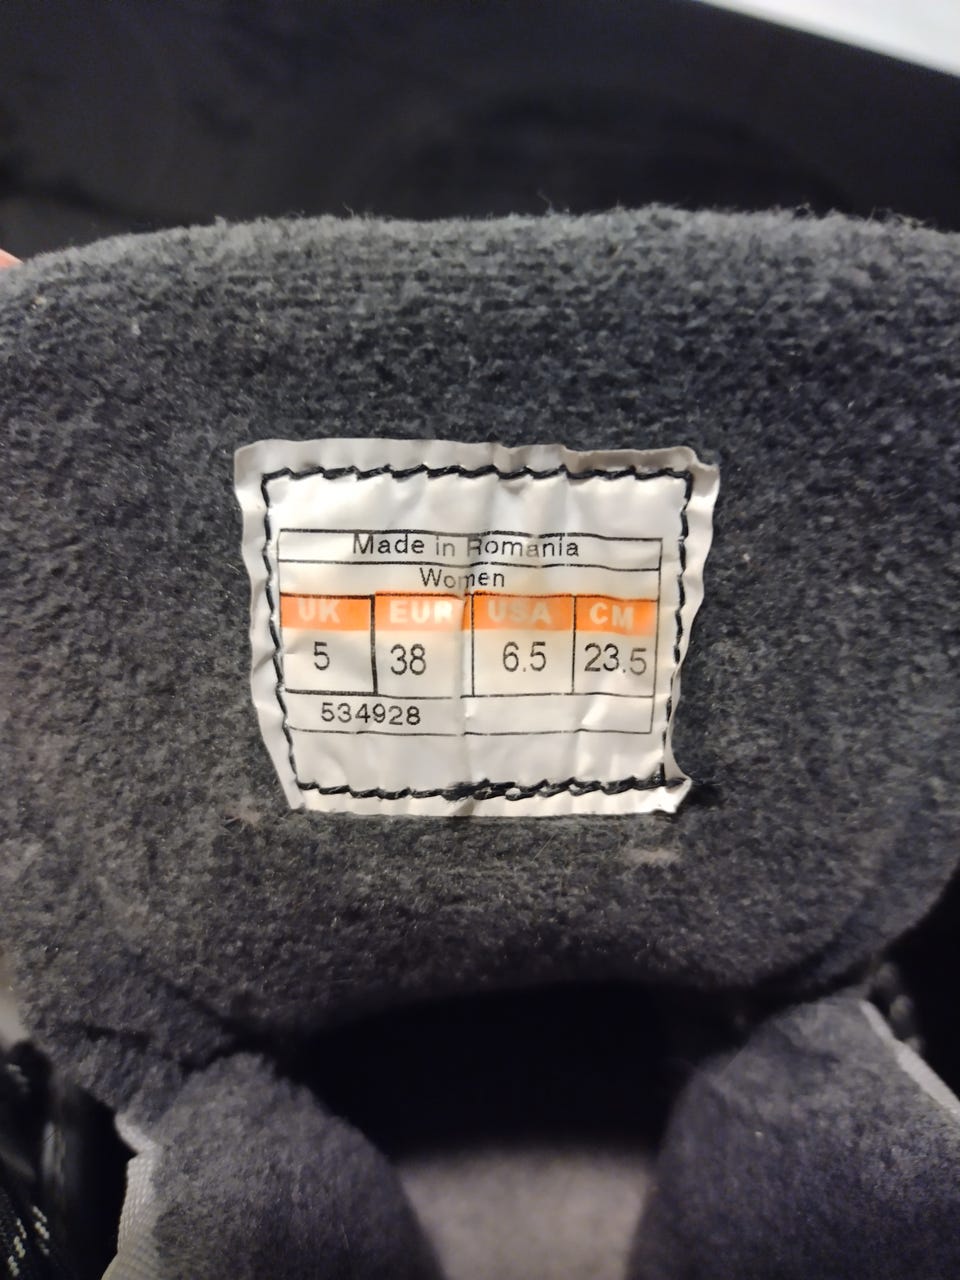 Made in Romania
Women
UK EUR USA CM
5 38 6.5 23.5
534928